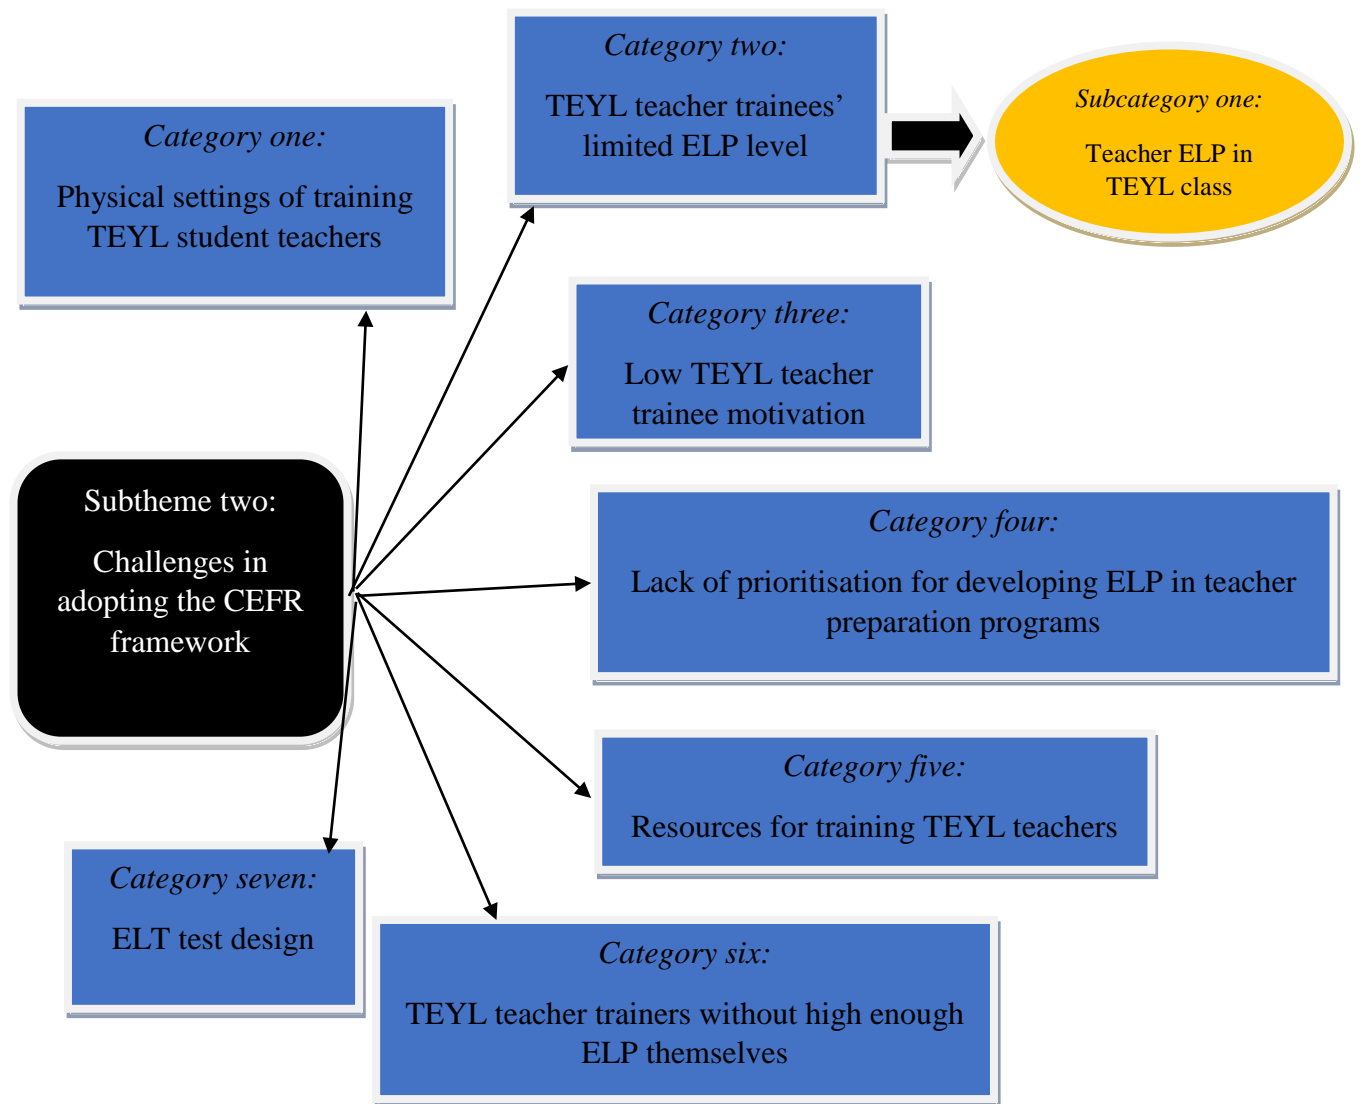 Category one:
Physical settings of training
TEYL student teachers
Category two:
TEYL teacher trainees’
limited ELP level
Subcategory one:
Teacher ELP in
TEYL class
Category three:
Low TEYL teacher
trainee motivation
Subtheme two:
Challenges in
adopting the CEFR
framework
Category four:
Lack of prioritisation for developing ELP in teacher
preparation programs
Category five:
Resources for training TEYL teachers
Category seven:
ELT test design
Category six:
TEYL teacher trainers without high enough
ELP themselves